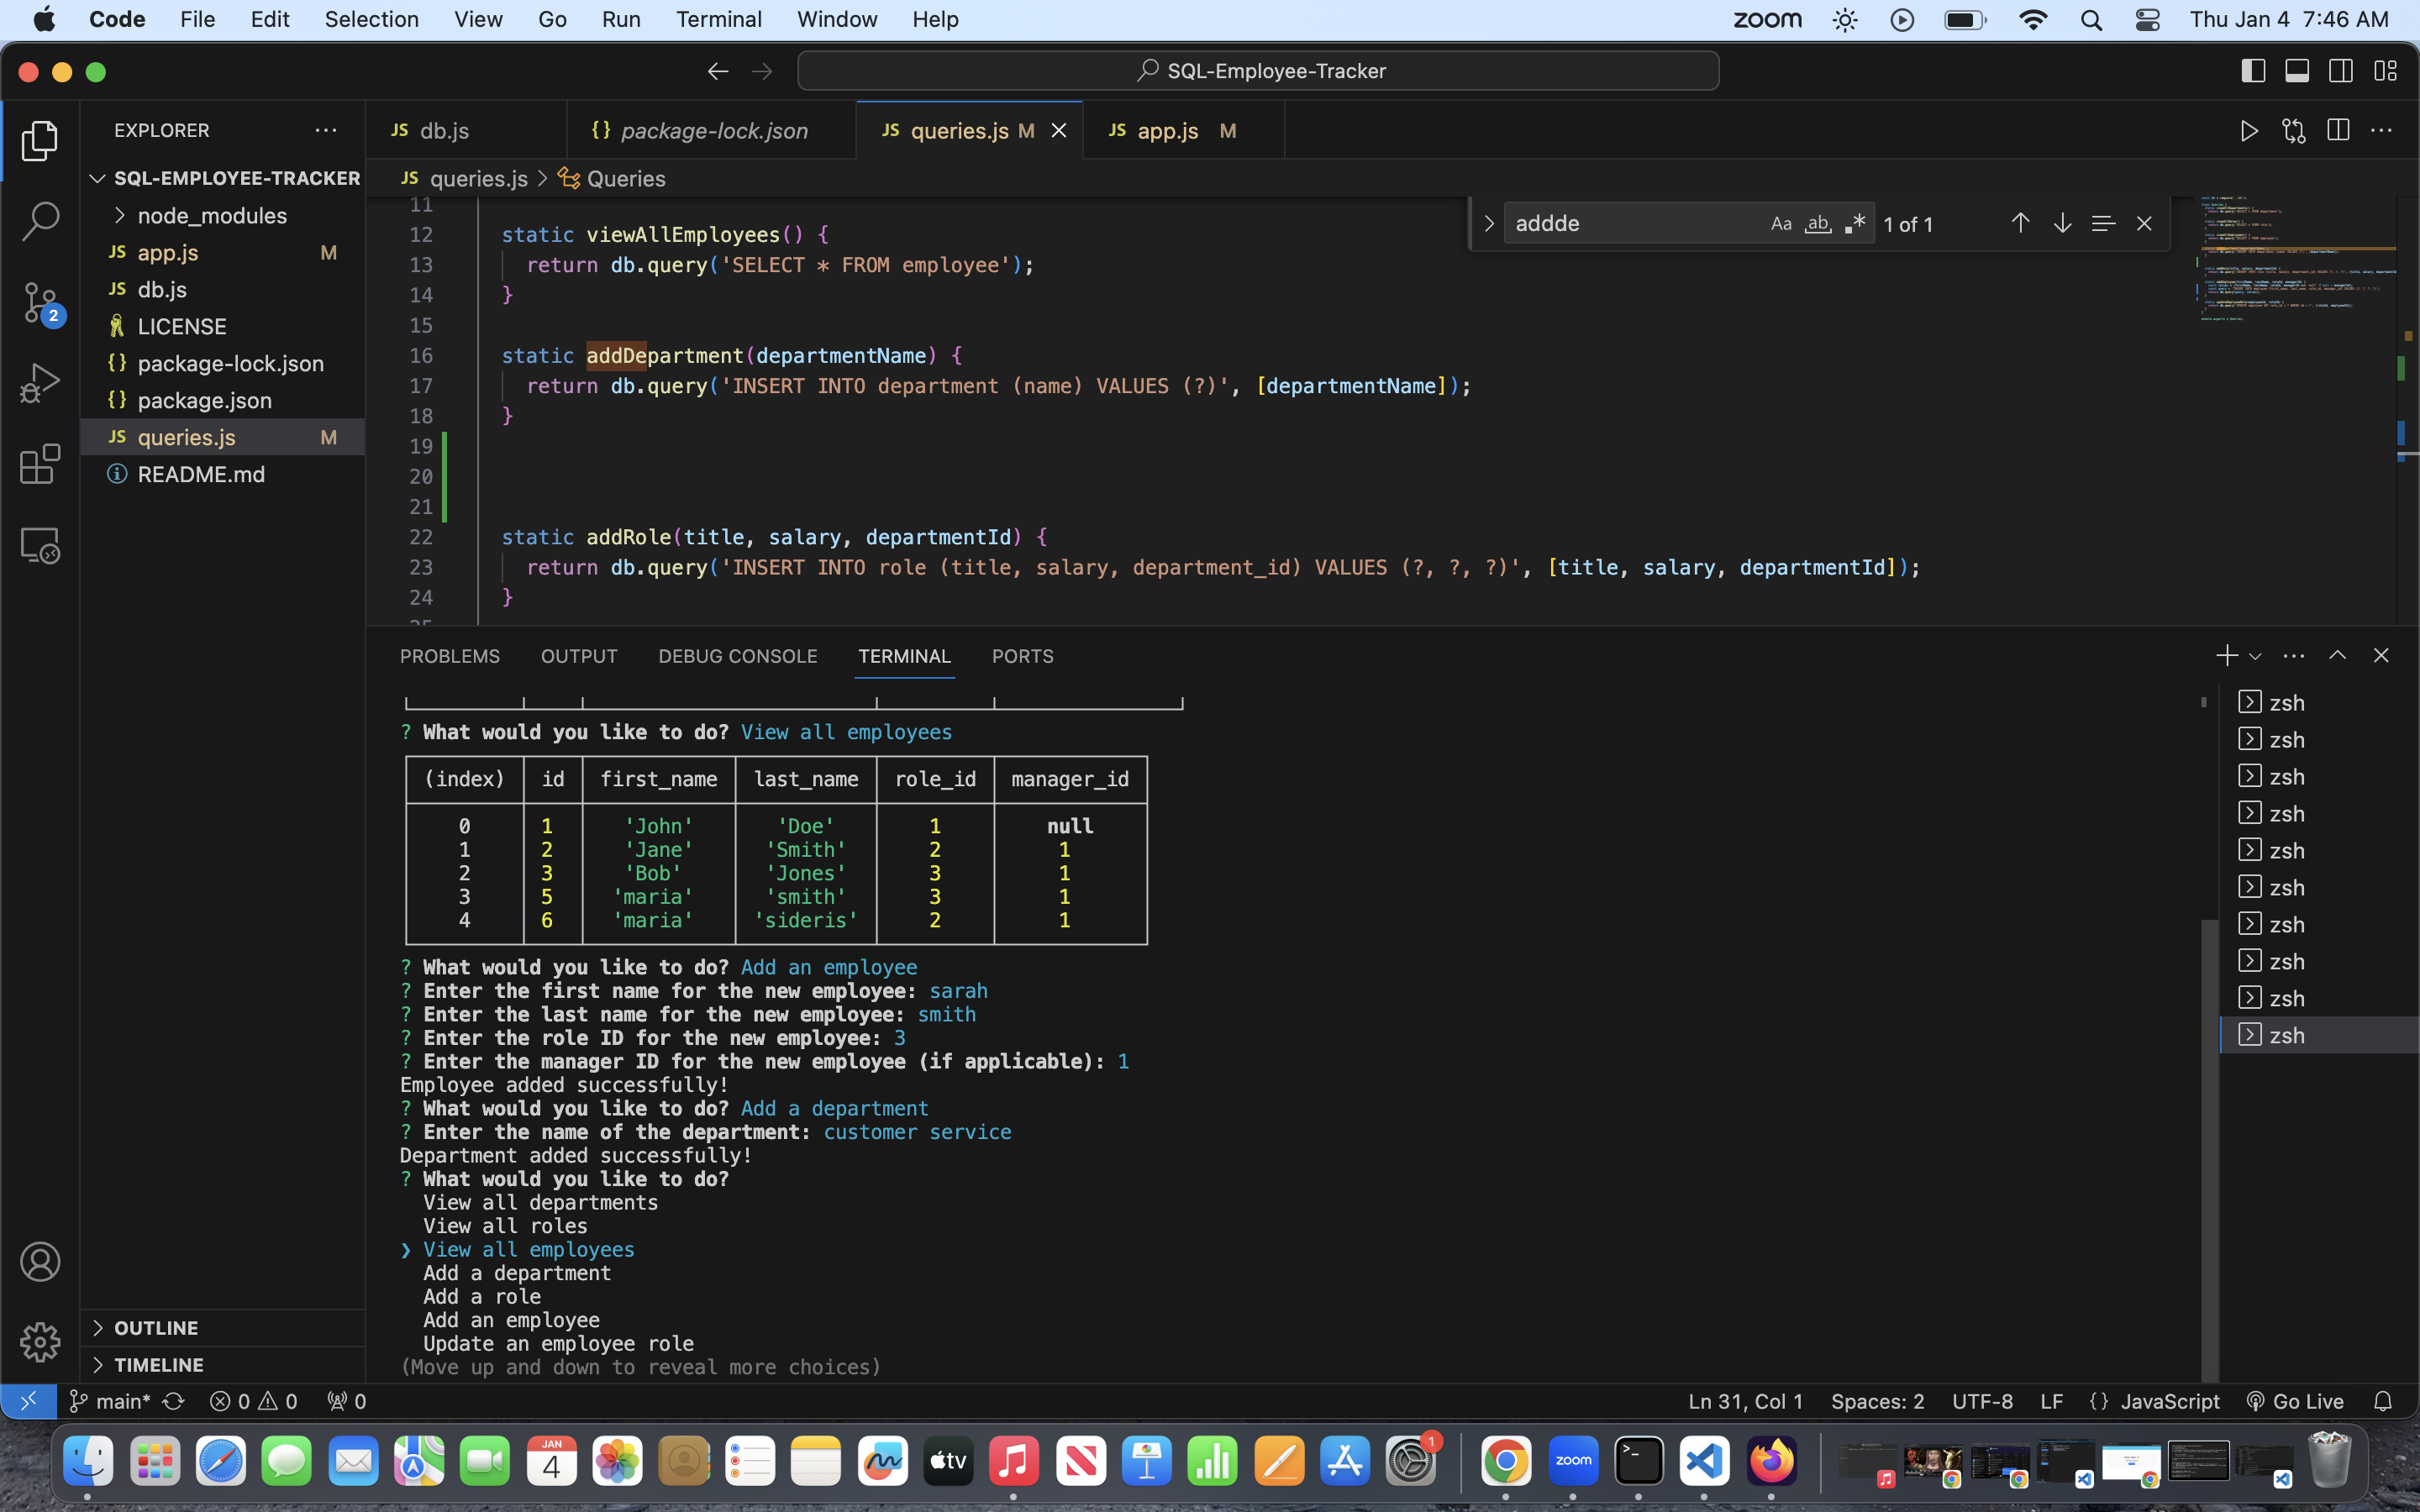 Code File Edit Selection View Go Run Terminal Window Help zoom Thu Jan 4 7:46 AM
SQL-Employee-Tracker
EXPLORER
SQL-EMPLOYEE-TRACKER
node_modules
JS app.js M
JS db.js
LICENSE
{} package-lock.json
{} package.json
JS queries.js M
README.md
OUTLINE
TIMELINE
2
JS db.js {} package-lock.json JS queries.js M JS app.js M
JS queries.js > Queries
addde Aa ab 1 of 1
11
12 static viewAllEmployees() {
13 return db.query('SELECT * FROM employee');
14 }
15
16 static addDepartment(departmentName) {
17 return db.query('INSERT INTO department (name) VALUES (?)', [departmentName]);
18 }
19
20
21
22 static addRole(title, salary, departmentId) {
23 return db.query('INSERT INTO role (title, salary, department_id) VALUES (?, ?, ?)', [title, salary, departmentId]);
24 }
PROBLEMS OUTPUT DEBUG CONSOLE TERMINAL PORTS
? What would you like to do? View all employees
(index) id first_name last_name role_id manager_id
0 1 'John' 'Doe' 1 null
1 2 'Jane' 'Smith' 2 1
2 3 'Bob' 'Jones' 3 1
3 5 'maria' 'smith' 3 1
4 6 'maria' 'sideris' 2 1
? What would you like to do? Add an employee
? Enter the first name for the new employee: sarah
? Enter the last name for the new employee: smith
? Enter the role ID for the new employee: 3
? Enter the manager ID for the new employee (if applicable): 1
Employee added successfully!
? What would you like to do? Add a department
? Enter the name of the department: customer service
Department added successfully!
? What would you like to do?
View all departments
View all roles
❯ View all employees
Add a department
Add a role
Add an employee
Update an employee role
(Move up and down to reveal more choices)
zsh
zsh
zsh
zsh
zsh
zsh
zsh
zsh
zsh
zsh
main* 0 0 0 Ln 31, Col 1 Spaces: 2 UTF-8 LF {} JavaScript Go Live
JAN
4
tv
1
zoom